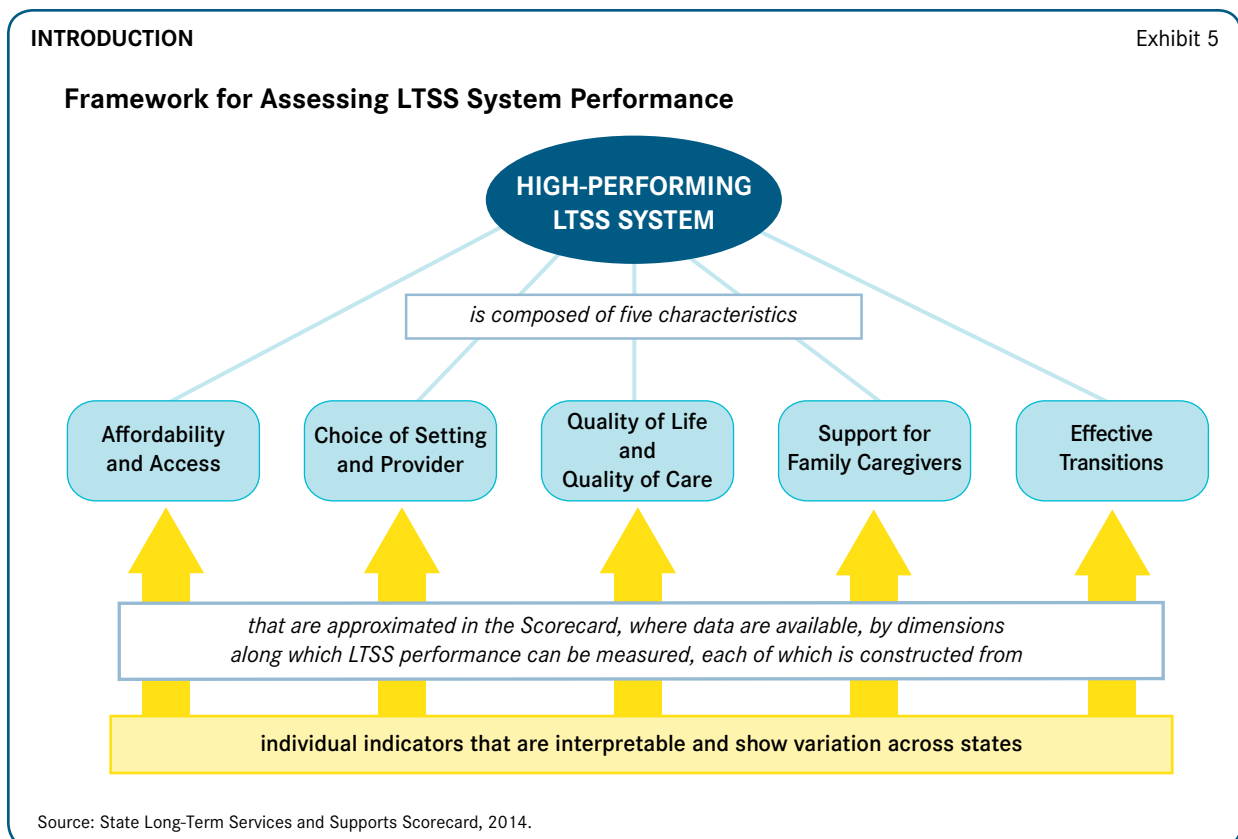 INTRODUCTION
Exhibit 5
Framework for Assessing LTSS System Performance
HIGH-PERFORMING
LTSS SYSTEM
is composed of five characteristics
Affordability
and Access
Choice of Setting
and Provider
Quality of Life
and
Quality of Care
Support for
Family Caregivers
Effective
Transitions
that are approximated in the Scorecard, where data are available, by dimensions
along which LTSS performance can be measured, each of which is constructed from
individual indicators that are interpretable and show variation across states
Source: State Long-Term Services and Supports Scorecard, 2014.